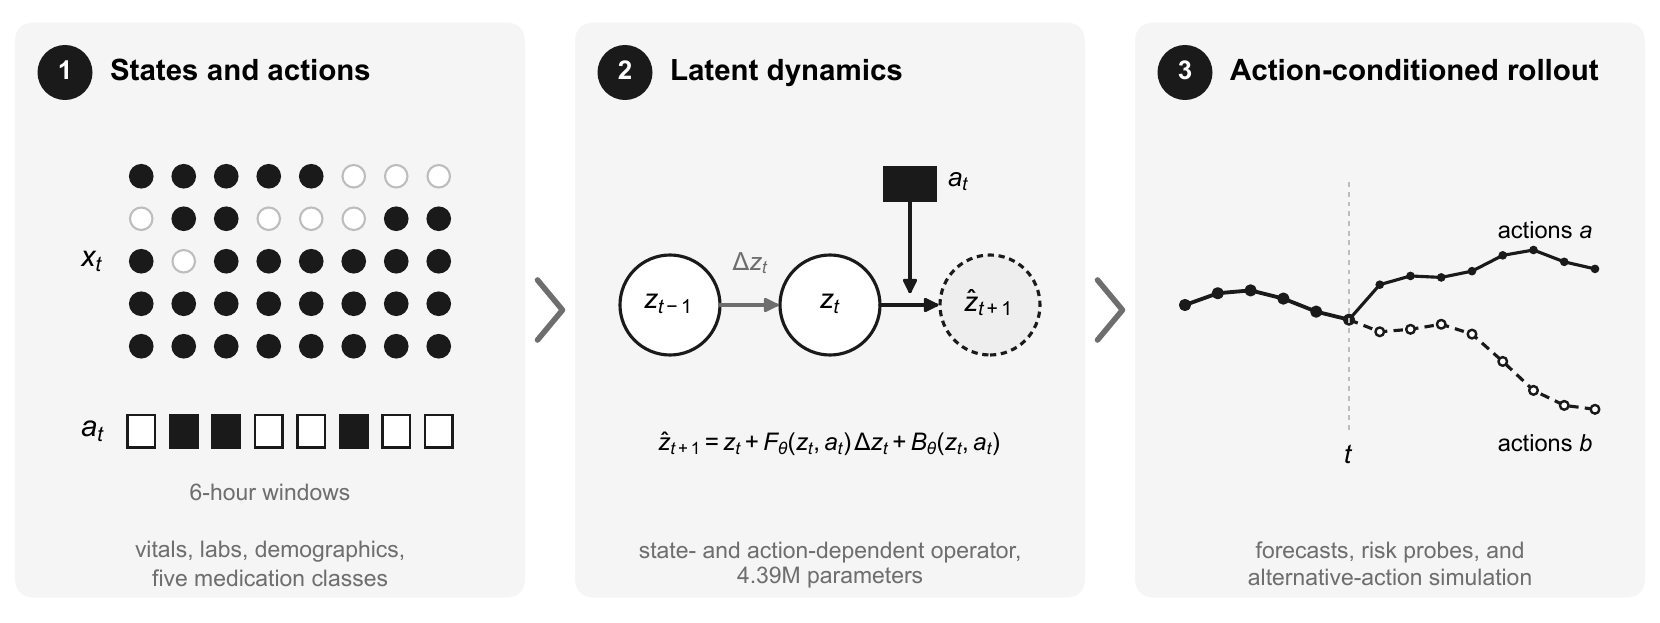 1 States and actions
x_t
a_t
6-hour windows
vitals, labs, demographics,
five medication classes
2 Latent dynamics
a_t
Δz_t
z_{t−1}
z_t
ẑ_{t+1}
ẑ_{t+1} = z_t + F_θ(z_t, a_t) Δz_t + B_θ(z_t, a_t)
state- and action-dependent operator,
4.39M parameters
3 Action-conditioned rollout
actions a
actions b
t
forecasts, risk probes, and
alternative-action simulation